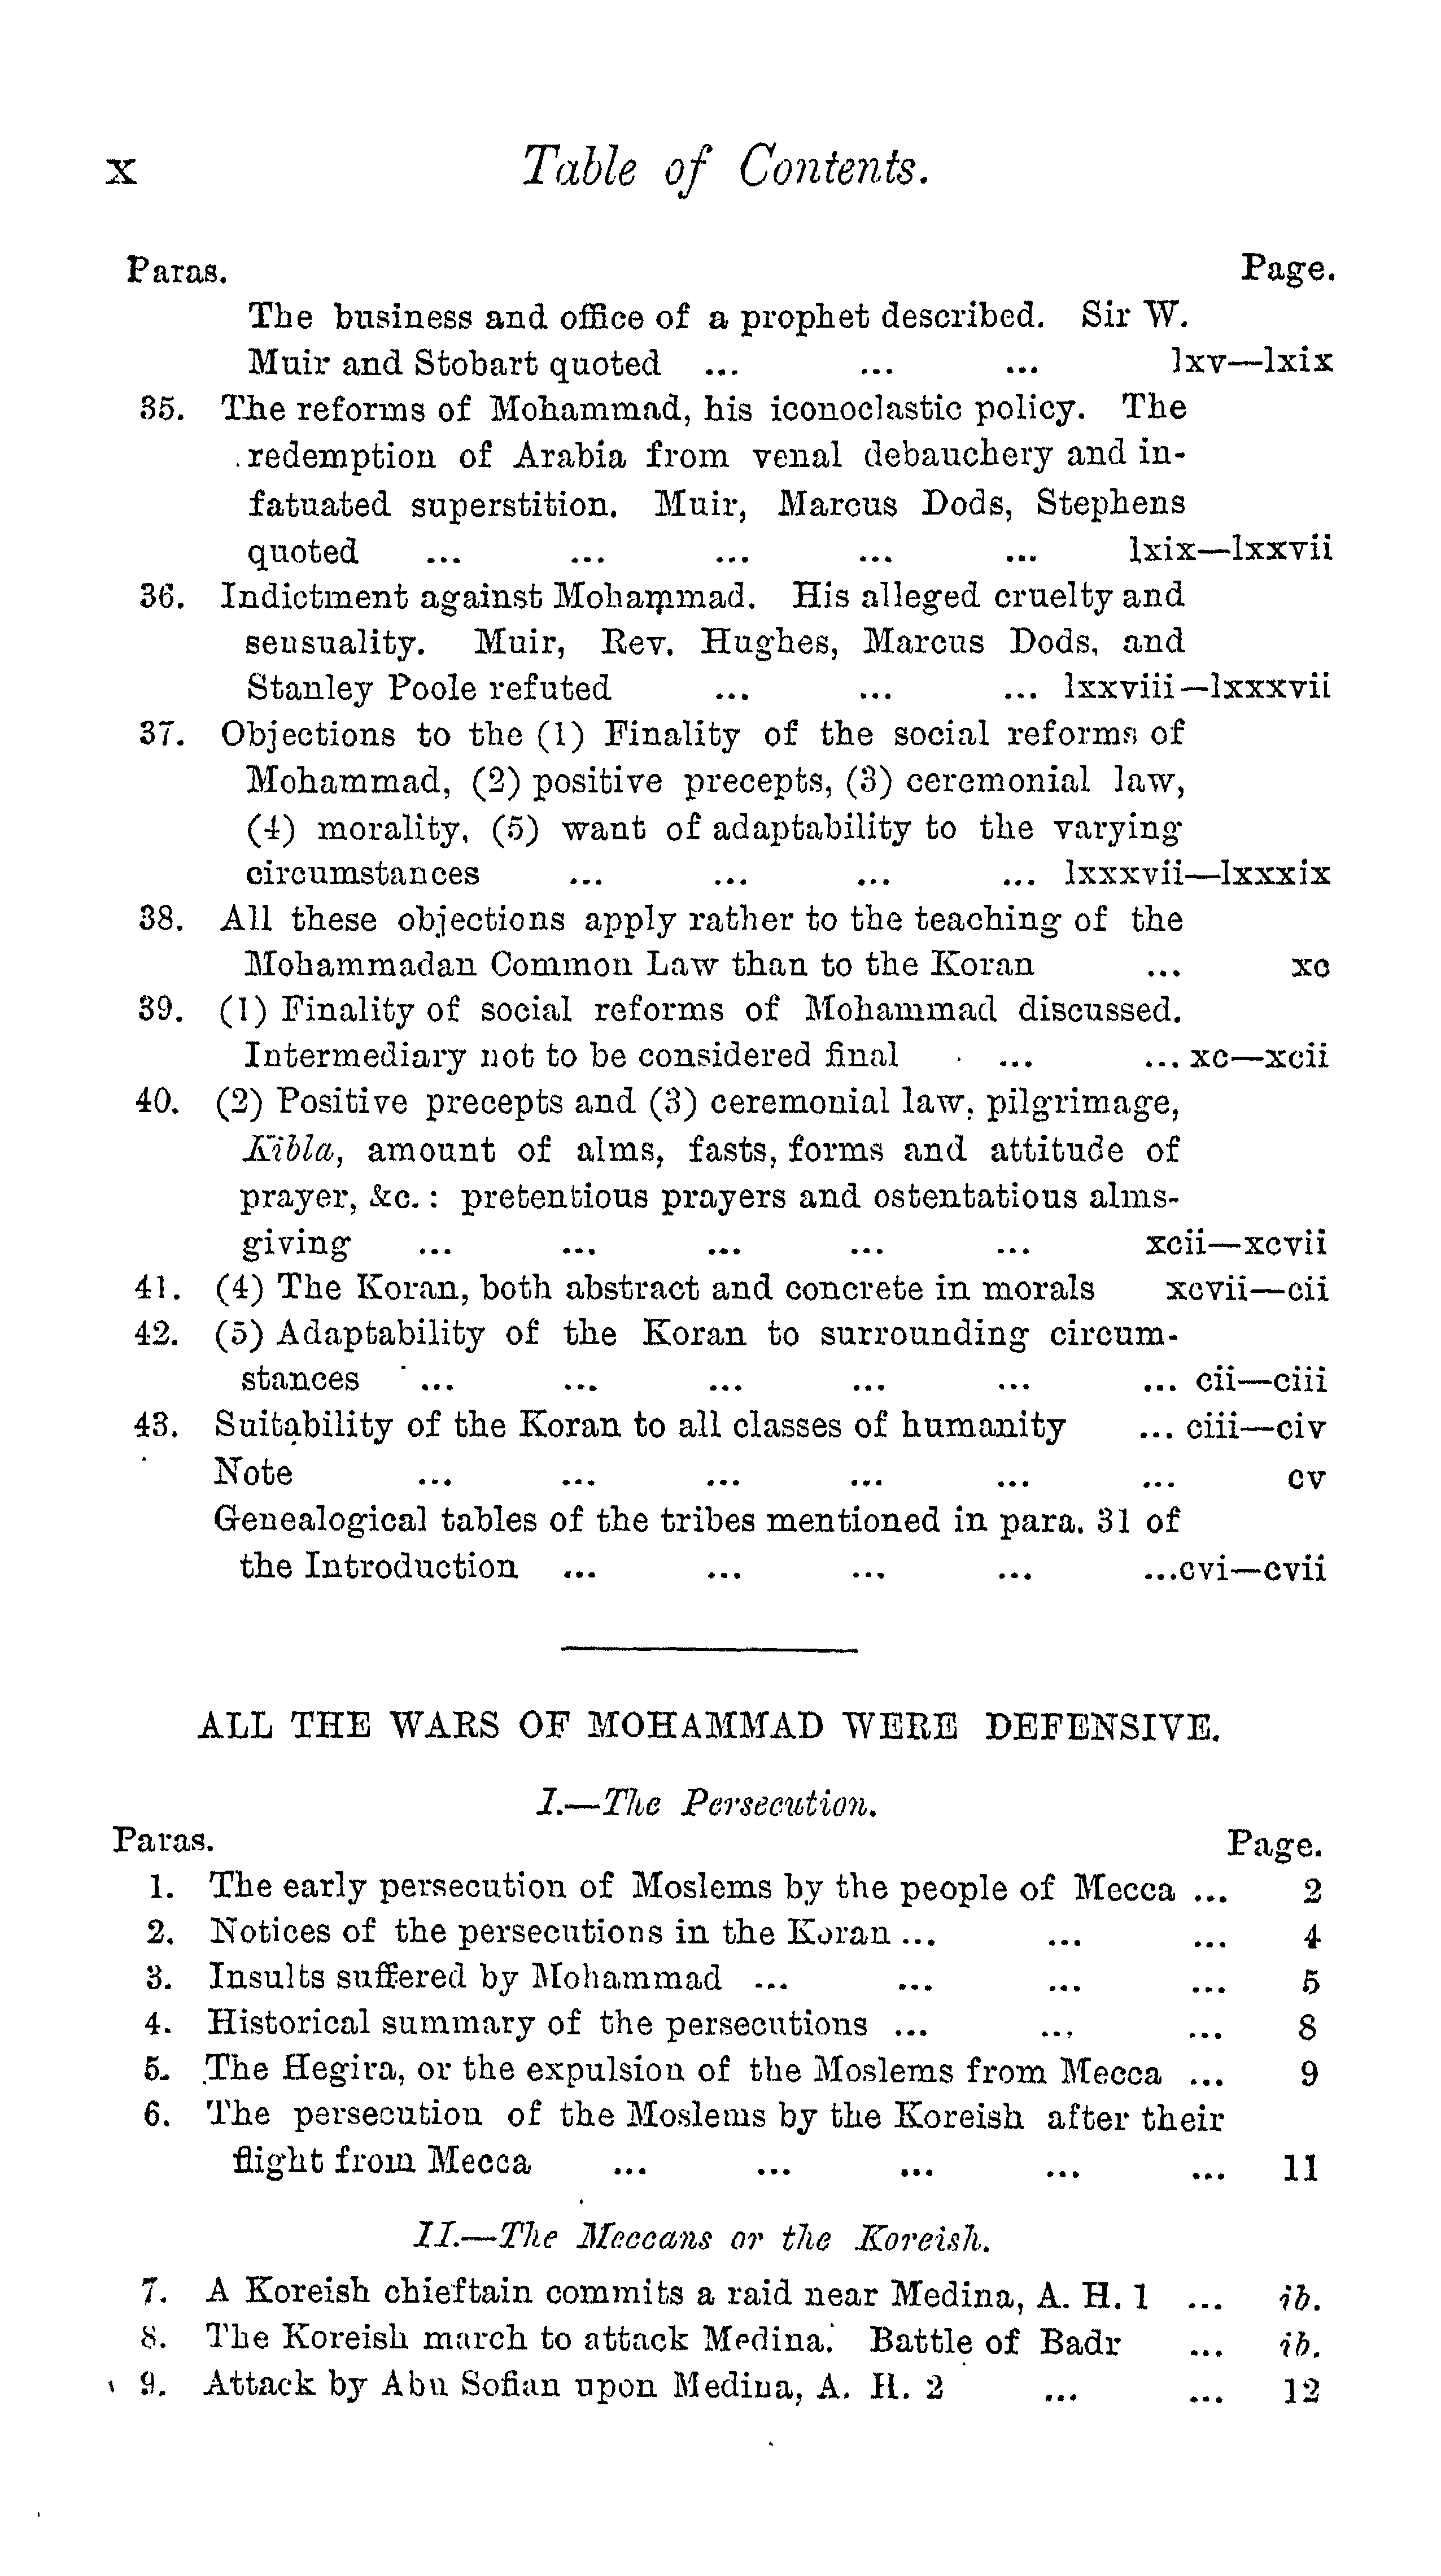 x Table of Contents.
Paras. Page.
The business and office of a prophet described. Sir W.
Muir and Stobart quoted ... ... ... lxv—lxix
35. The reforms of Mohammad, his iconoclastic policy. The
redemption of Arabia from venal debauchery and in-
fatuated superstition. Muir, Marcus Dods, Stephens
quoted ... ... ... ... ... lxix—lxxvii
36. Indictment against Mohammad. His alleged cruelty and
sensuality. Muir, Rev. Hughes, Marcus Dods, and
Stanley Poole refuted ... ... ... lxxviii—lxxxvii
37. Objections to the (1) Finality of the social reforms of
Mohammad, (2) positive precepts, (3) ceremonial law,
(4) morality, (5) want of adaptability to the varying
circumstances ... ... ... ... lxxxvii—lxxxix
38. All these objections apply rather to the teaching of the
Mohammadan Common Law than to the Koran ... xc
39. (1) Finality of social reforms of Mohammad discussed.
Intermediary not to be considered final ... ... xc—xcii
40. (2) Positive precepts and (3) ceremonial law, pilgrimage,
Kibla, amount of alms, fasts, forms and attitude of
prayer, &c. : pretentious prayers and ostentatious alms-
giving ... ... ... ... ... xcii—xcvii
41. (4) The Koran, both abstract and concrete in morals xcvii—cii
42. (5) Adaptability of the Koran to surrounding circum-
stances ... ... ... ... ... ... cii—ciii
43. Suitability of the Koran to all classes of humanity ... ciii—civ
Note ... ... ... ... ... ... cv
Genealogical tables of the tribes mentioned in para. 31 of
the Introduction ... ... ... ... ...cvi—cvii
ALL THE WARS OF MOHAMMAD WERE DEFENSIVE.
I.—The Persecution.
Paras. Page.
1. The early persecution of Moslems by the people of Mecca ... 2
2. Notices of the persecutions in the Koran ... ... ... 4
3. Insults suffered by Mohammad ... ... ... ... 5
4. Historical summary of the persecutions ... ... ... 8
5. The Hegira, or the expulsion of the Moslems from Mecca ... 9
6. The persecution of the Moslems by the Koreish after their
flight from Mecca ... ... ... ... ... 11
II.—The Meccans or the Koreish.
7. A Koreish chieftain commits a raid near Medina, A. H. 1 ... ib.
8. The Koreish march to attack Medina. Battle of Badr ... ib.
9. Attack by Abu Sofian upon Medina, A. H. 2 ... ... 12